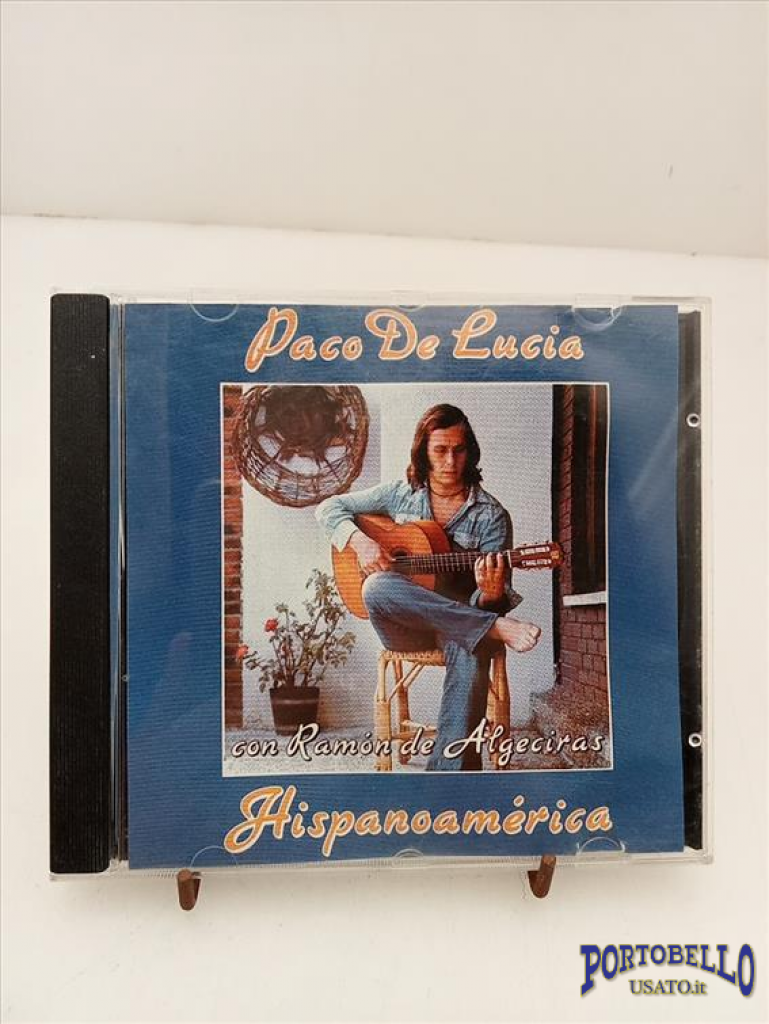 Paco De Lucia
con Ramón de Algeciras
Hispanoamérica
PORTOBELLO
USATO.it